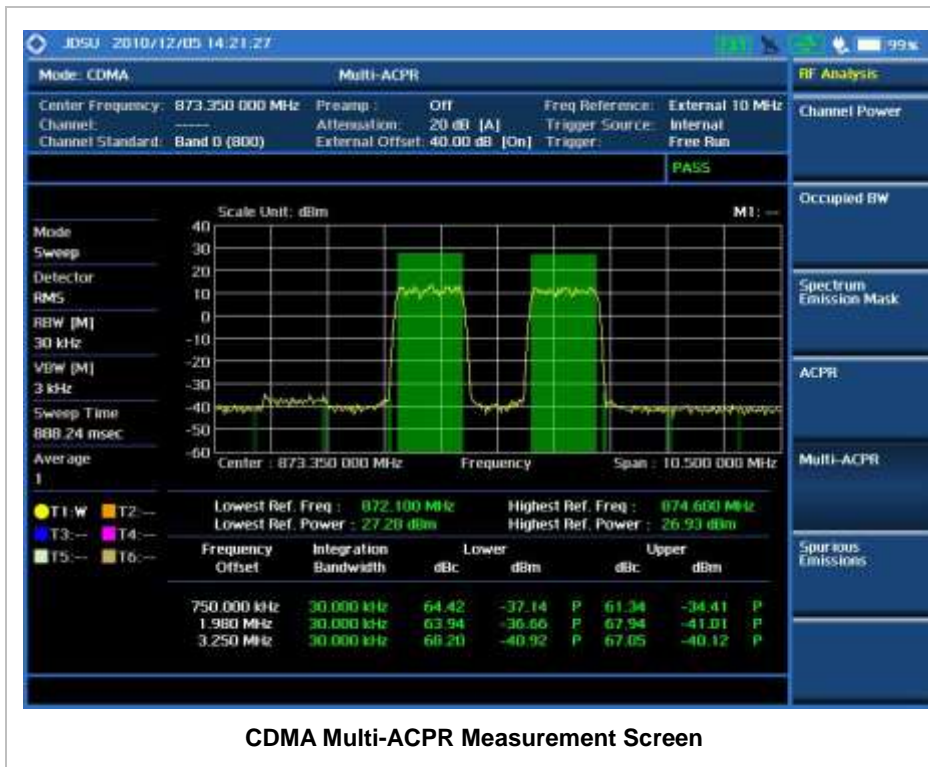 JDSU 2010/12/05 14:21:27
EXT
99%
Mode: CDMA Multi-ACPR
Center Frequency: 873.350 000 MHz Preamp : Off Freq Reference: External 10 MHz
Channel: ----- Attenuation: 20 dB [A] Trigger Source: Internal
Channel Standard: Band 0 (800) External Offset: 40.00 dB [On] Trigger: Free Run
PASS
Scale Unit: dBm M1: --
Mode
Sweep
Detector
RMS
RBW [M]
30 kHz
VBW [M]
3 kHz
Sweep Time
888.24 msec
Average
1
T1:W T2:--
T3:-- T4:--
T5:-- T6:--
40
30
20
10
0
-10
-20
-30
-40
-50
-60
Center : 873.350 000 MHz Frequency Span : 10.500 000 MHz
Lowest Ref. Freq : 872.100 MHz Highest Ref. Freq : 874.600 MHz
Lowest Ref. Power : 27.28 dBm Highest Ref. Power : 26.93 dBm
Frequency Integration Lower Upper
Offset Bandwidth dBc dBm dBc dBm
750.000 kHz 30.000 kHz 64.42 -37.14 P 61.34 -34.41 P
1.980 MHz 30.000 kHz 63.94 -36.66 P 67.94 -41.01 P
3.250 MHz 30.000 kHz 68.20 -40.92 P 67.05 -40.12 P
RF Analysis
Channel Power
Occupied BW
Spectrum
Emission Mask
ACPR
Multi-ACPR
Spurious
Emissions
CDMA Multi-ACPR Measurement Screen